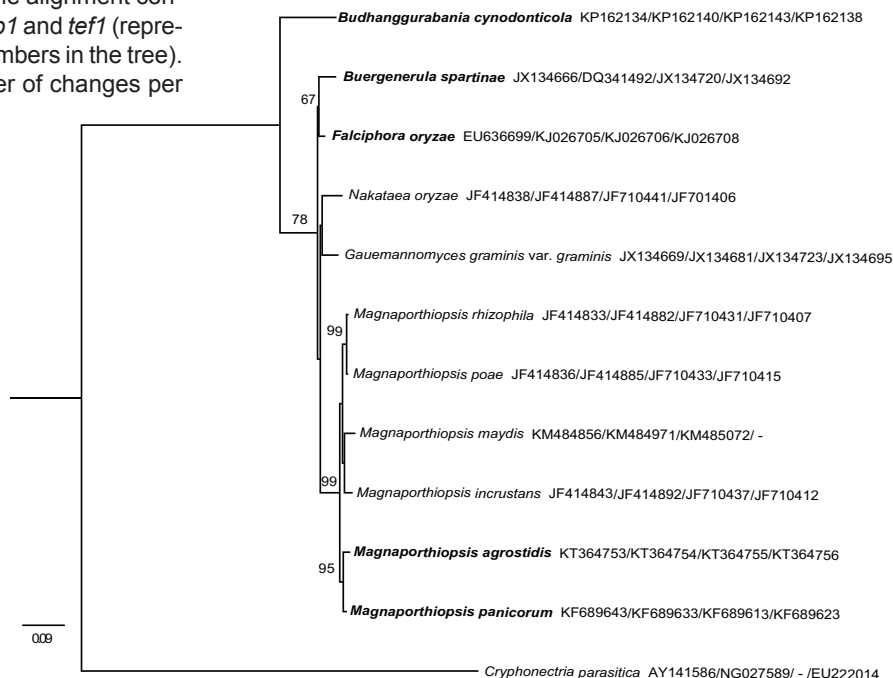 e alignment con-
b1 and tef1 (repre-
mbers in the tree).
er of changes per
Budhanggurabania cynodonticola KP162134/KP162140/KP162143/KP162138
Buergenerula spartinae JX134666/DQ341492/JX134720/JX134692
67
Falciphora oryzae EU636699/KJ026705/KJ026706/KJ026708
Nakataea oryzae JF414838/JF414887/JF710441/JF701406
78
Gauemannomyces graminis var. graminis JX134669/JX134681/JX134723/JX134695
Magnaporthiopsis rhizophila JF414833/JF414882/JF710431/JF710407
99
Magnaporthiopsis poae JF414836/JF414885/JF710433/JF710415
Magnaporthiopsis maydis KM484856/KM484971/KM485072/ -
99
Magnaporthiopsis incrustans JF414843/JF414892/JF710437/JF710412
Magnaporthiopsis agrostidis KT364753/KT364754/KT364755/KT364756
95
Magnaporthiopsis panicorum KF689643/KF689633/KF689613/KF689623
0.09
Cryphonectria parasitica AY141586/NG027589/ - /EU222014